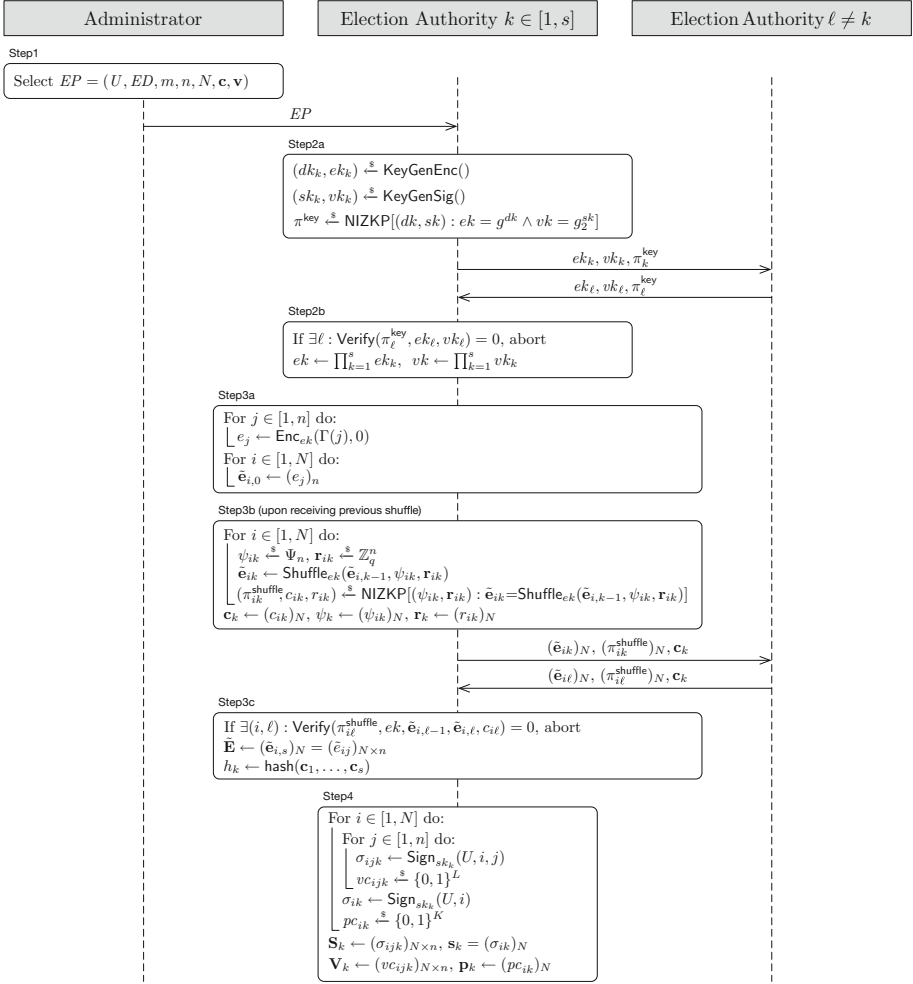 Administrator
Election Authority k ∈ [1, s]
Election Authority ℓ ≠ k
Step1
Select EP = (U, ED, m, n, N, c, v)
EP
Step2a
(dk_k, ek_k) ←$ KeyGenEnc()
(sk_k, vk_k) ←$ KeyGenSig()
π^key ←$ NIZKP[(dk, sk) : ek = g^dk ∧ vk = g_2^sk]
ek_k, vk_k, π_k^key
ek_ℓ, vk_ℓ, π_ℓ^key
Step2b
If ∃ℓ : Verify(π_ℓ^key, ek_ℓ, vk_ℓ) = 0, abort
ek ← ∏_{k=1}^s ek_k, vk ← ∏_{k=1}^s vk_k
Step3a
For j ∈ [1, n] do:
e_j ← Enc_ek(Γ(j), 0)
For i ∈ [1, N] do:
ẽ_{i,0} ← (e_j)_n
Step3b (upon receiving previous shuffle)
For i ∈ [1, N] do:
ψ_ik ←$ Ψ_n, r_ik ←$ ℤ_q^n
ẽ_ik ← Shuffle_ek(ẽ_{i,k−1}, ψ_ik, r_ik)
(π_ik^shuffle, c_ik, r_ik) ←$ NIZKP[(ψ_ik, r_ik) : ẽ_ik=Shuffle_ek(ẽ_{i,k−1}, ψ_ik, r_ik)]
c_k ← (c_ik)_N, ψ_k ← (ψ_ik)_N, r_k ← (r_ik)_N
(ẽ_ik)_N, (π_ik^shuffle)_N, c_k
(ẽ_iℓ)_N, (π_iℓ^shuffle)_N, c_k
Step3c
If ∃(i, ℓ) : Verify(π_iℓ^shuffle, ek, ẽ_{i,ℓ−1}, ẽ_{i,ℓ}, c_iℓ) = 0, abort
Ẽ ← (ẽ_{i,s})_N = (ẽ_ij)_{N×n}
h_k ← hash(c_1, . . . , c_s)
Step4
For i ∈ [1, N] do:
For j ∈ [1, n] do:
σ_ijk ← Sign_{sk_k}(U, i, j)
vc_ijk ←$ {0, 1}^L
σ_ik ← Sign_{sk_k}(U, i)
pc_ik ←$ {0, 1}^K
S_k ← (σ_ijk)_{N×n}, s_k = (σ_ik)_N
V_k ← (vc_ijk)_{N×n}, p_k ← (pc_ik)_N